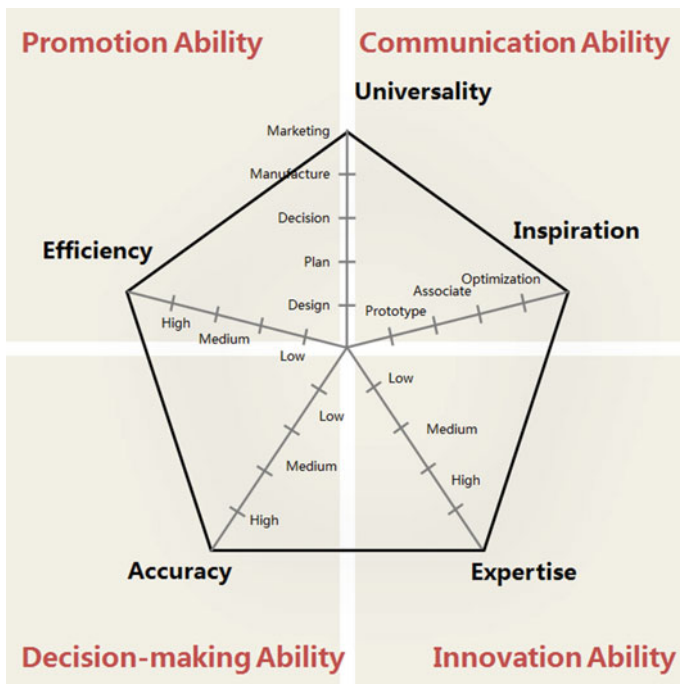 Promotion Ability
Communication Ability
Universality
Marketing
Manufacture
Decision
Plan
Design
Inspiration
Optimization
Associate
Prototype
Efficiency
High
Medium
Low
Low
Medium
High
Low
Medium
High
Accuracy
Expertise
Decision-making Ability
Innovation Ability